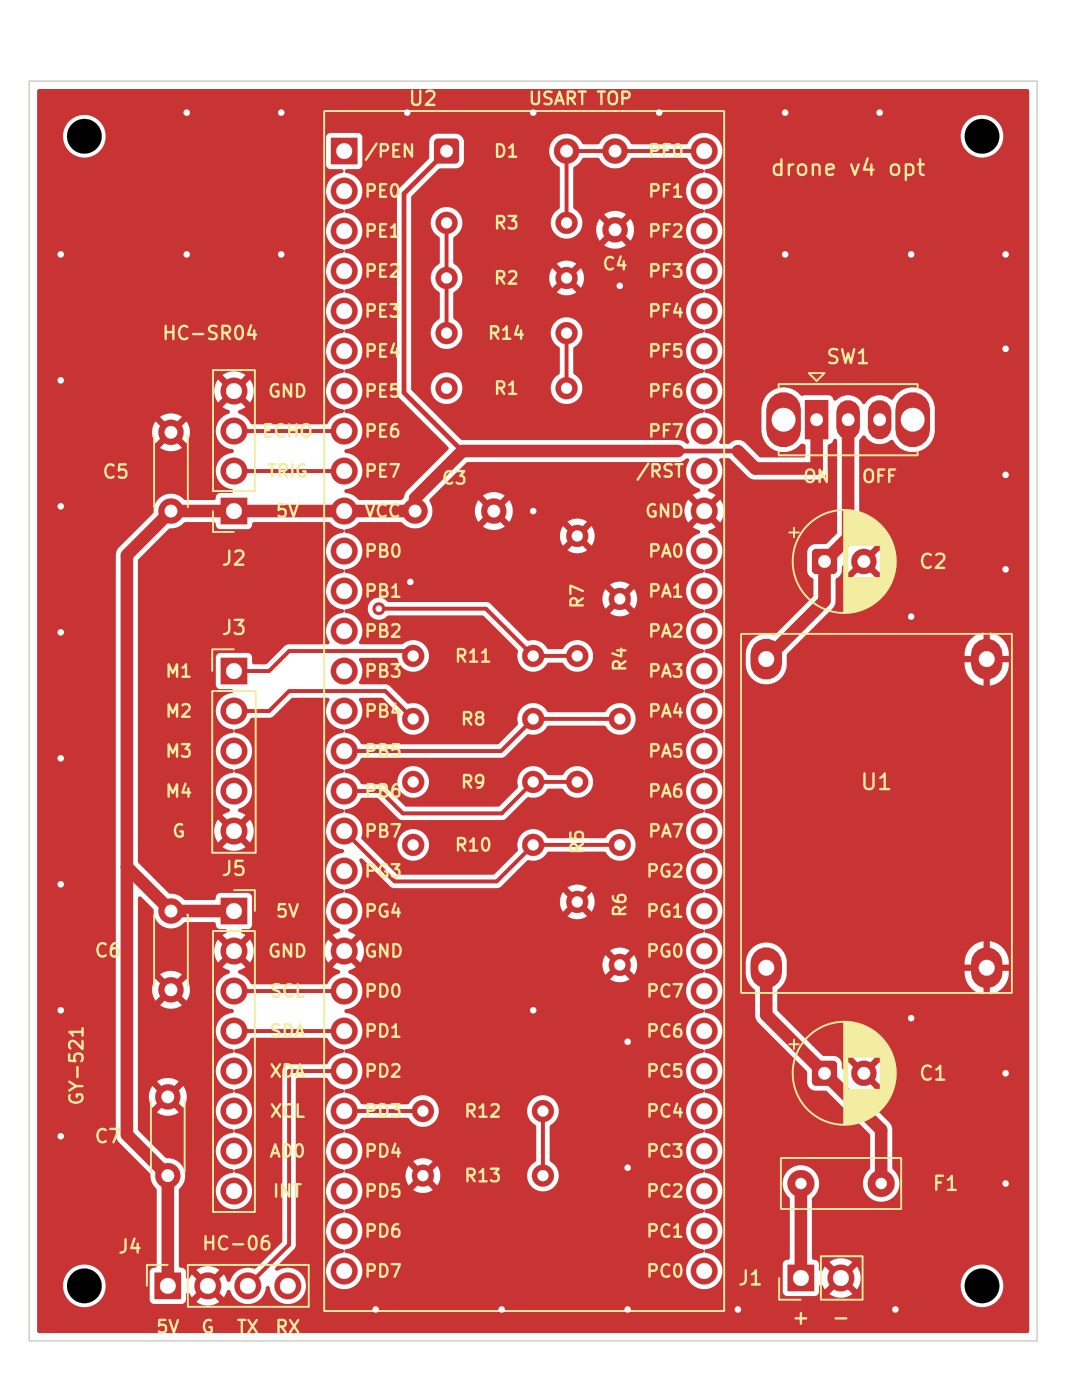 USART TOP
U2
/PEN D1 PF0
drone v4 opt
PE0 PF1
PE1 R3 PF2
PE2 C4 PF3
R2
PE3 PF4
HC-SR04 R14
PE4 PF5
SW1
GND PE5 R1 PF6
ECHO PE6 PF7
C5 TRIG PE7 C3 /RST
ON OFF
5V VCC GND
J2 PB0 PA0
+ C2
PB1 R7 PA1
J3 PB2 PA2
R11 R4
M1 PB3 PA3
M2 PB4 R8 PA4
M3 PB5 PA5
M4 PB6 R9 PA6
U1
G PB7 R10 R5 PA7
J5 PG3 PG2
5V PG4 R6 PG1
C6 GND GND PG0
SCL PD0 PC7
SDA PD1 PC6
+
GY-521
XDA PD2 PC5
C1
XCL PD3 R12 PC4
C7 AD0 PD4 PC3
R13
INT PD5 PC2
F1
PD6 PC1
J4 HC-06
PD7 PC0
J1
5V G TX RX
+ -